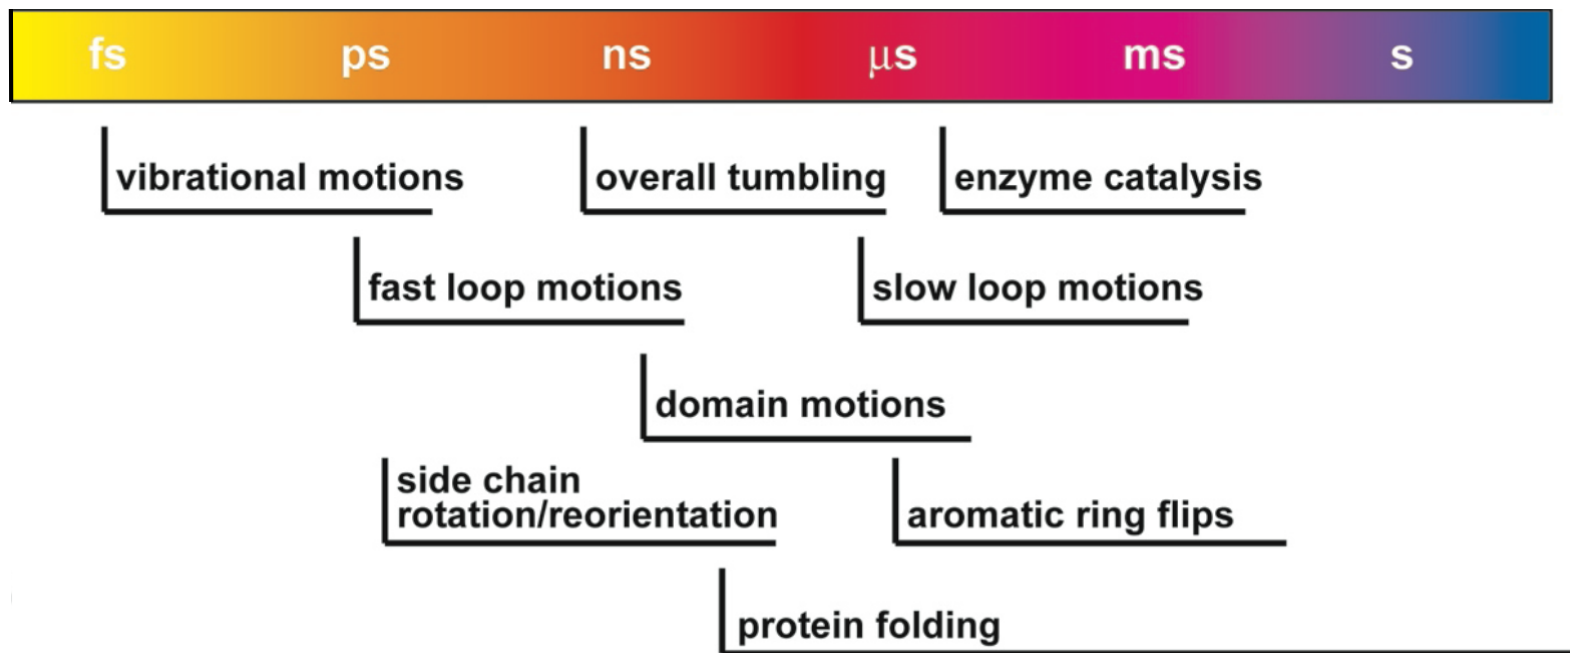 fs ps ns μs ms s
vibrational motions overall tumbling enzyme catalysis
fast loop motions slow loop motions
domain motions
side chain
rotation/reorientation aromatic ring flips
protein folding